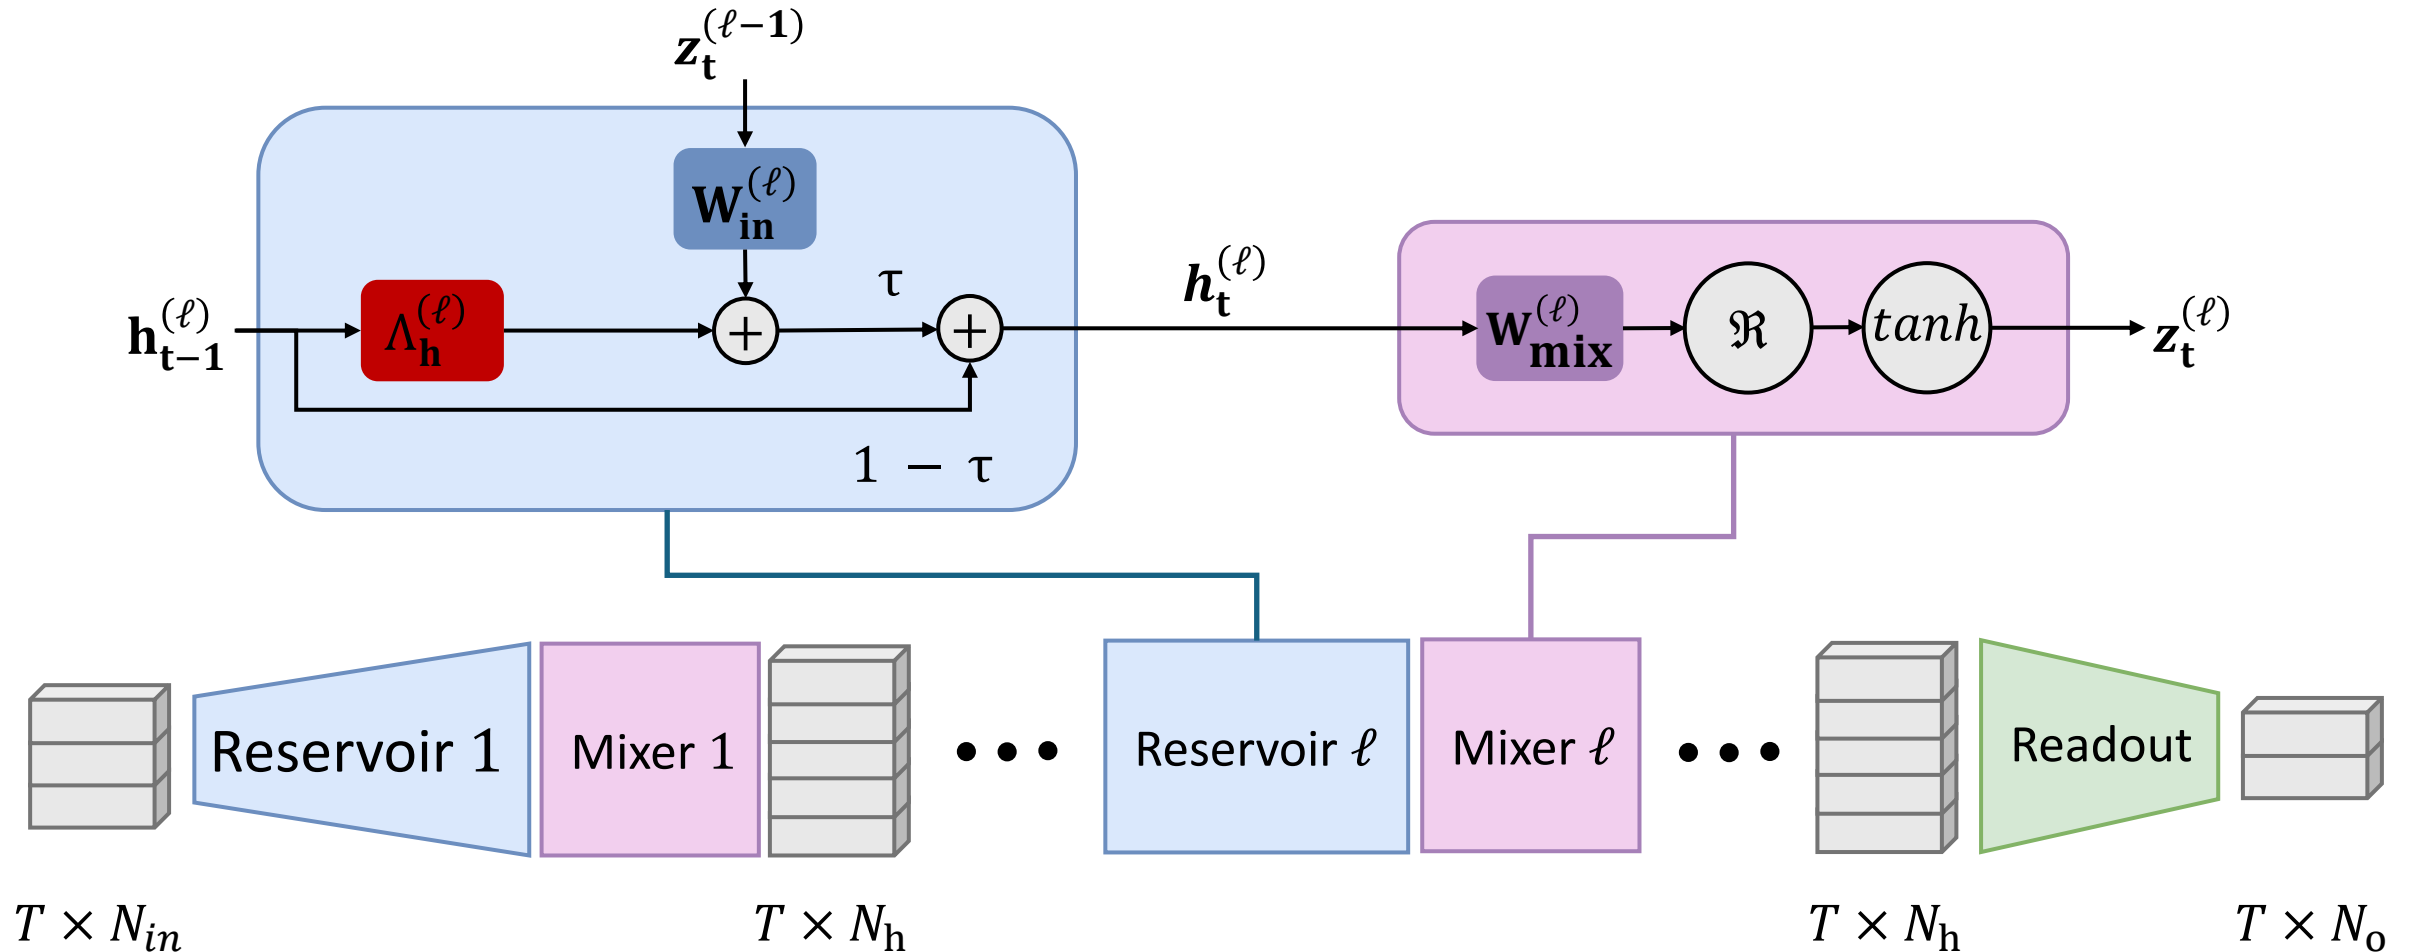 z_t^(ℓ−1)
W_in^(ℓ)
τ
h_t−1^(ℓ)
Λ_h^(ℓ)
+
+
1 − τ
h_t^(ℓ)
W_mix^(ℓ)
ℜ
tanh
z_t^(ℓ)
Reservoir 1
Mixer 1
•••
Reservoir ℓ
Mixer ℓ
•••
Readout
T × N_in
T × N_h
T × N_h
T × N_o